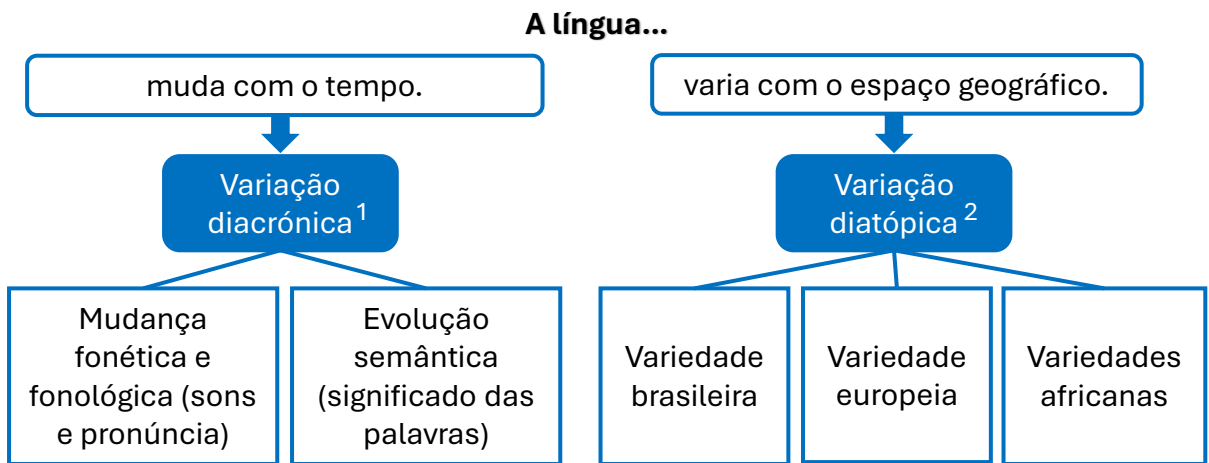 A língua...
muda com o tempo.
varia com o espaço geográfico.
Variação
diacrónica 1
Variação
diatópica 2
Mudança
fonética e
fonológica (sons
e pronúncia)
Evolução
semântica
(significado das
palavras)
Variedade
brasileira
Variedade
europeia
Variedades
africanas